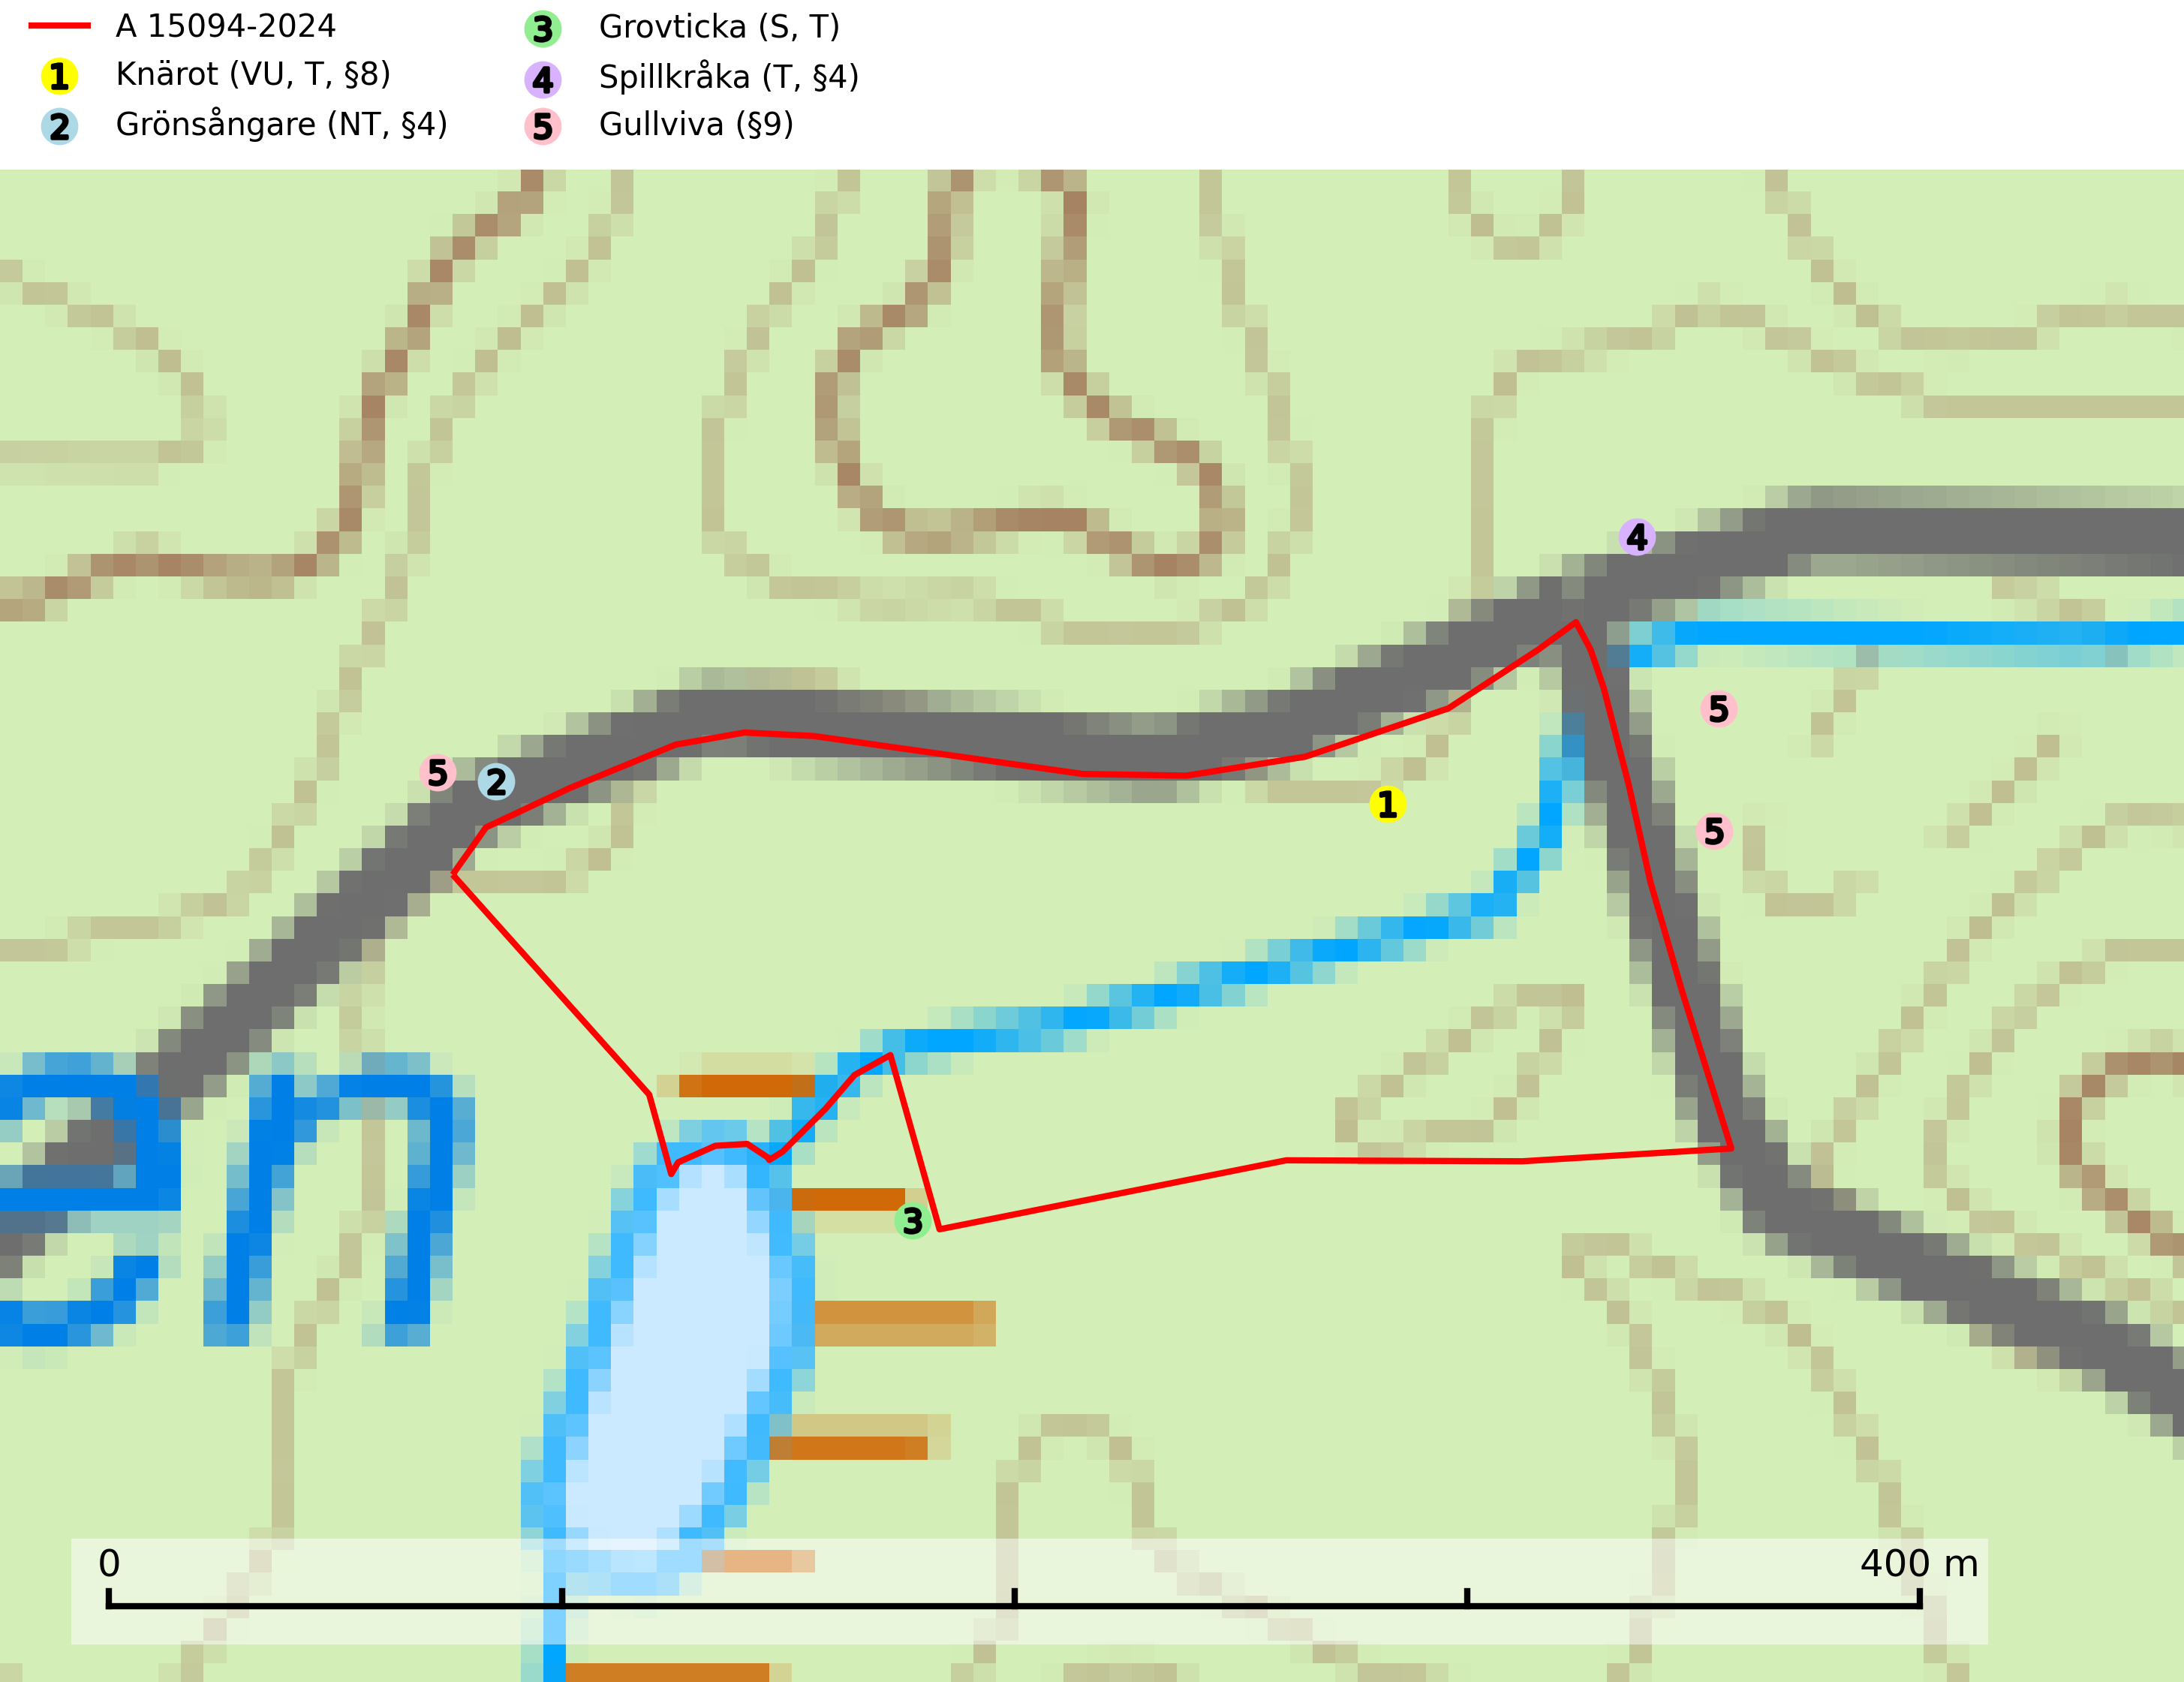 A 15094-2024
1 Knärot (VU, T, §8)
2 Grönsångare (NT, §4)
3 Grovticka (S, T)
4 Spillkråka (T, §4)
5 Gullviva (§9)
4
5
5 2
1
5
3
0 400 m